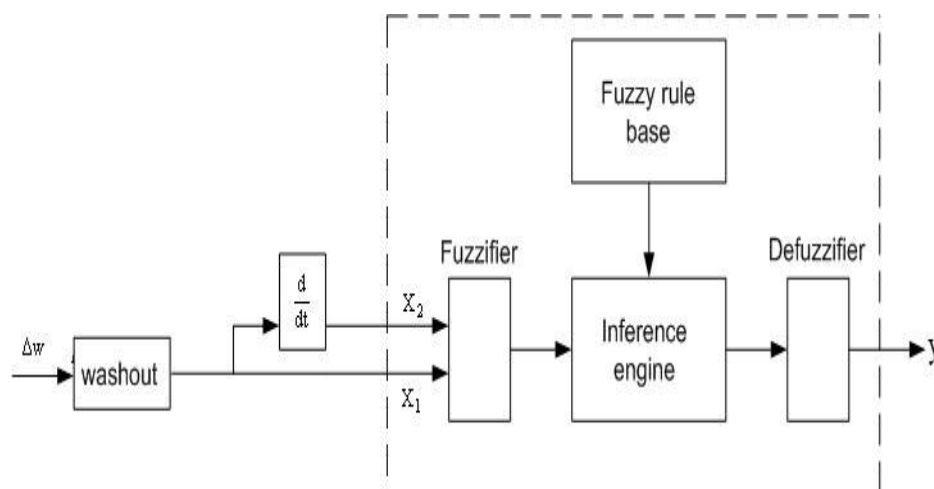 Fuzzy rule
base
Fuzzifier
Defuzzifier
d
dt
X₂
Δw
washout
Inference
engine
y
X₁